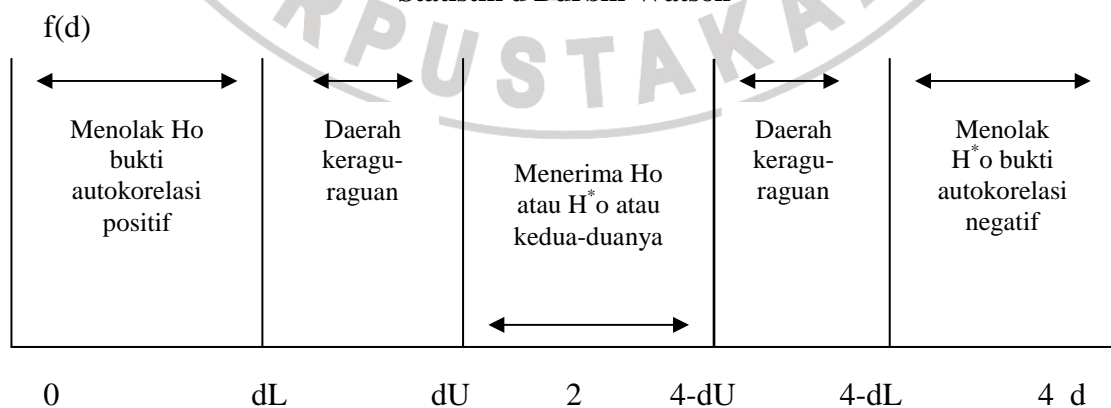 Statistik d Durbin-Watson
f(d)
Menolak Ho
bukti
autokorelasi
positif
Daerah
keragu-
raguan
Menerima Ho
atau H*o atau
kedua-duanya
Daerah
keragu-
raguan
Menolak
H*o bukti
autokorelasi
negatif
0 dL dU 2 4-dU 4-dL 4 d